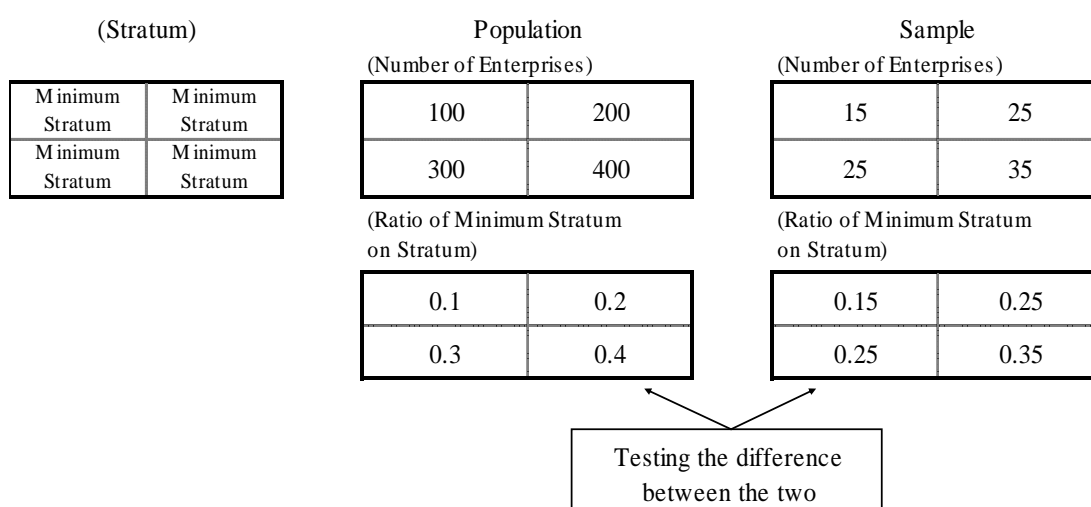 (Stratum)
Population
Sample
(Number of Enterprises)
(Number of Enterprises)
Minimum Stratum
Minimum Stratum
Minimum Stratum
Minimum Stratum
100 200
300 400
15 25
25 35
(Ratio of Minimum Stratum
on Stratum)
(Ratio of Minimum Stratum
on Stratum)
0.1 0.2
0.3 0.4
0.15 0.25
0.25 0.35
Testing the difference
between the two